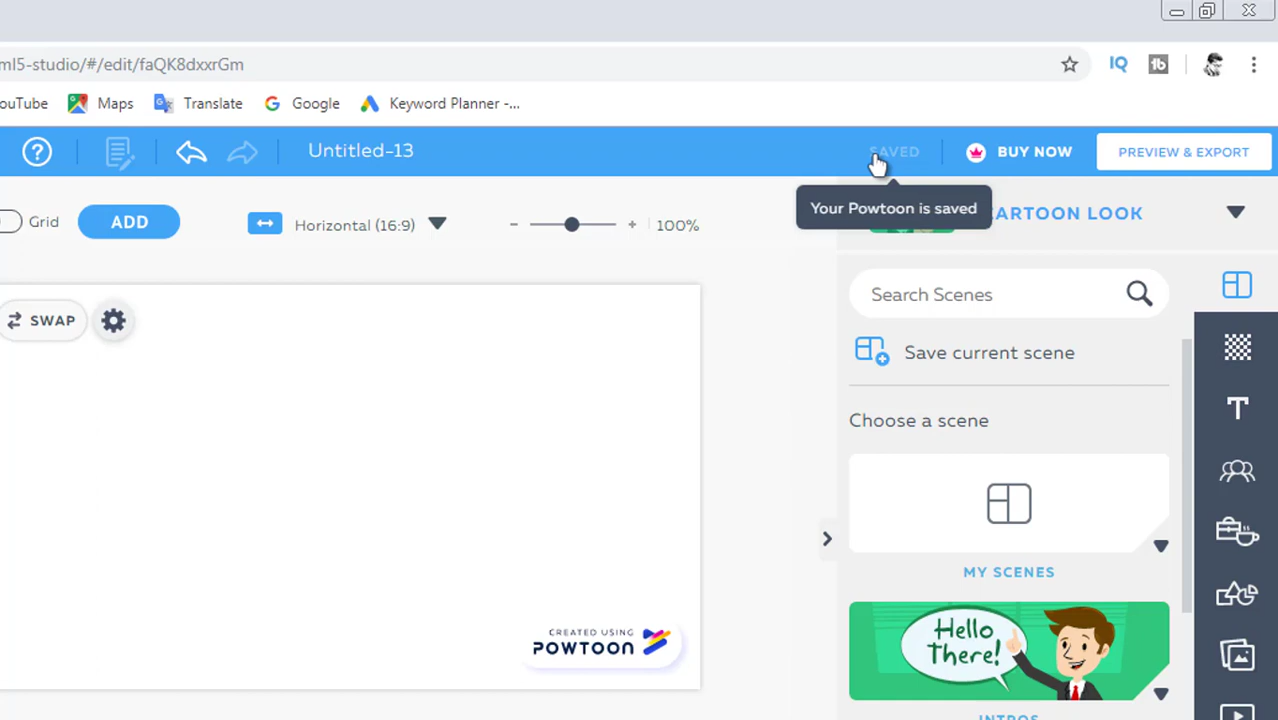 ml5-studio/#/edit/faQK8dxxrGm
IQ
ouTube Maps Translate Google Keyword Planner -...
Untitled-13
SAVED
BUY NOW
PREVIEW & EXPORT
Your Powtoon is saved
ARTOON LOOK
Grid
ADD
Horizontal (16:9)
- + 100%
SWAP
Search Scenes
Save current scene
Choose a scene
MY SCENES
Hello
There!
INTROS
CREATED USING
POWTOON